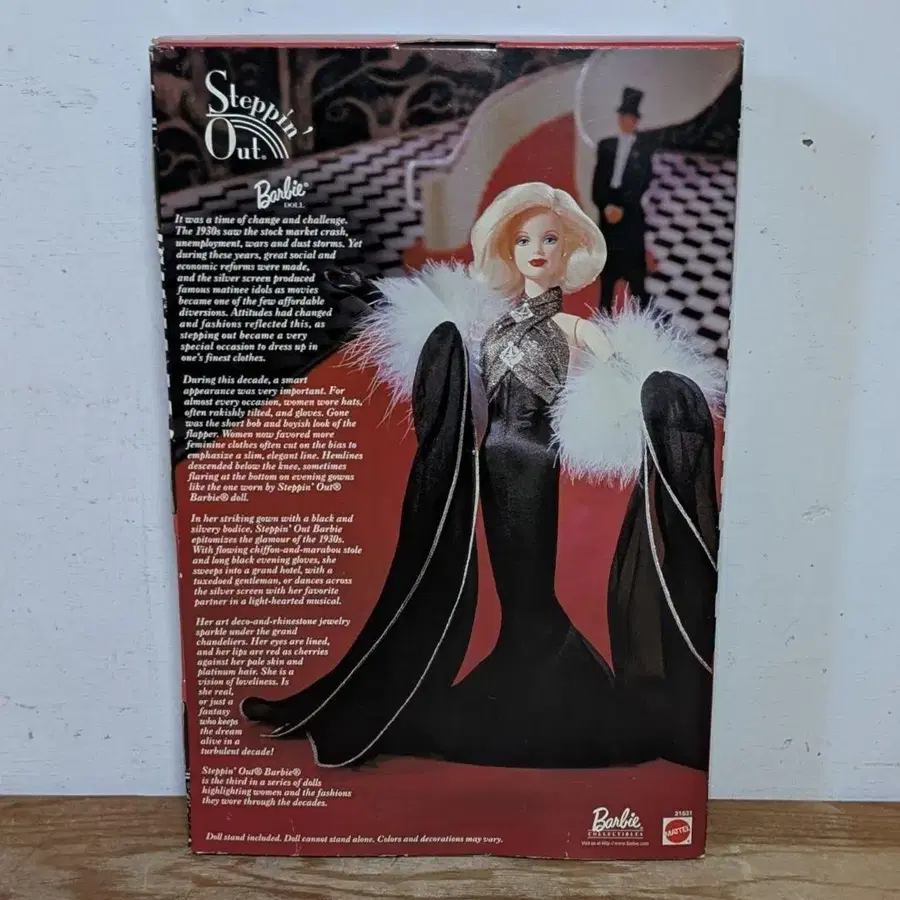 Steppin'
Out®
Barbie®
DOLL
It was a time of change and challenge.
The 1930s saw the stock market crash,
unemployment, wars and dust storms. Yet
during these years, great social and
economic reforms were made,
and the silver screen produced
famous matinee idols as movies
became one of the few affordable
diversions. Attitudes had changed
and fashions reflected this, as
stepping out became a very
special occasion to dress up in
one's finest clothes.
During this decade, a smart
appearance was very important. For
almost every occasion, women wore hats,
often rakishly tilted, and gloves. Gone
was the short bob and boyish look of the
flapper. Women now favored more
feminine clothes often cut on the bias to
emphasize a slim, elegant line. Hemlines
descended below the knee, sometimes
flaring at the bottom on evening gowns
like the one worn by Steppin' Out®
Barbie® doll.
In her striking gown with a black and
silvery bodice, Steppin' Out Barbie
epitomizes the glamour of the 1930s.
With flowing chiffon-and-marabou stole
and long black evening gloves, she
sweeps into a grand hotel, with a
tuxedoed gentleman, or dances across
the silver screen with her favorite
partner in a light-hearted musical.
Her art deco-and-rhinestone jewelry
sparkle under the grand
chandeliers. Her eyes are lined,
and her lips are red as cherries
against her pale skin and
platinum hair. She is a
vision of loveliness. Is
she real,
or just a
fantasy
who keeps
the dream
alive in a
turbulent decade!
Steppin' Out® Barbie®
is the third in a series of dolls
highlighting women and the fashions
they wore through the decades.
Doll stand included. Doll cannot stand alone. Colors and decorations may vary.
Barbie
COLLECTIBLES
Visit us at http://www.barbie.com
21531
MATTEL